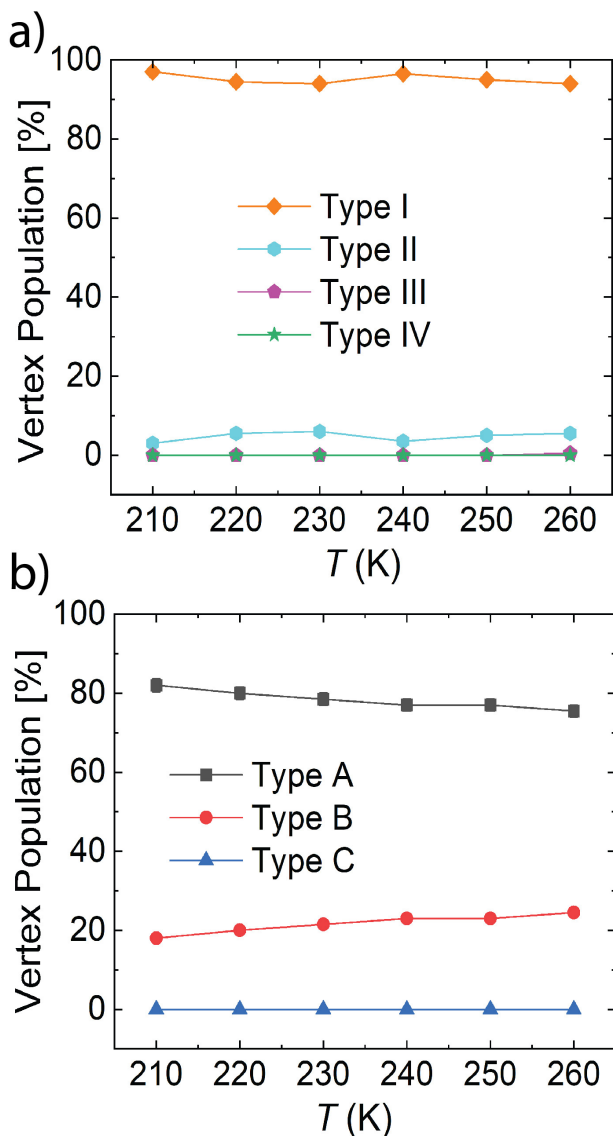 a)
100
80
60
40
20
0
Vertex Population [%]
Type I
Type II
Type III
Type IV
210 220 230 240 250 260
T (K)
b)
100
80
60
40
20
0
Vertex Population [%]
Type A
Type B
Type C
210 220 230 240 250 260
T (K)